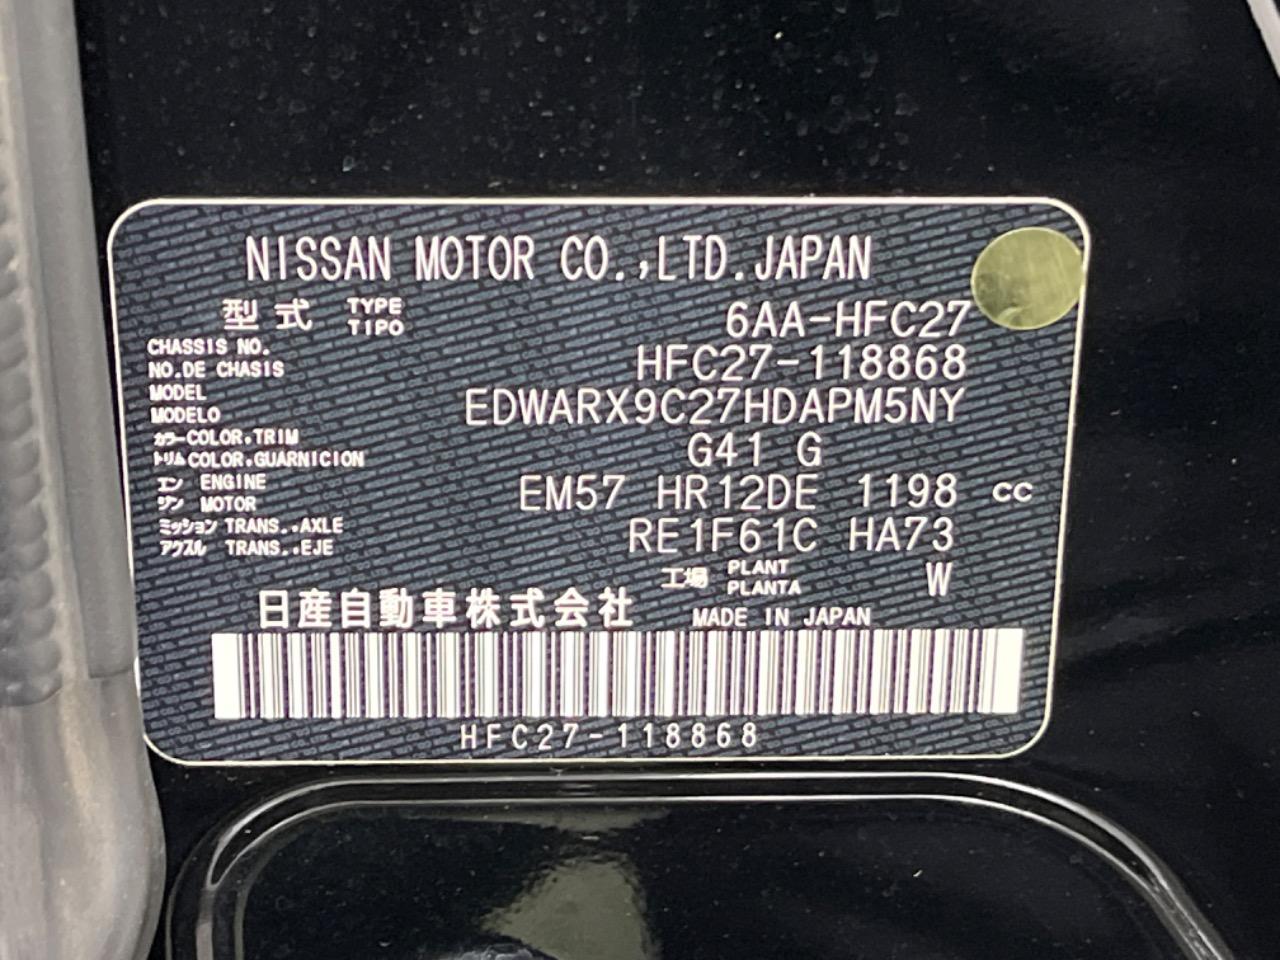 NISSAN MOTOR CO.,LTD.JAPAN
型式 TYPE TIPO 6AA-HFC27
CHASSIS NO.
NO.DE CHASIS HFC27-118868
MODEL
MODELO EDWARX9C27HDAPM5NY
カラー COLOR.TRIM
トリム COLOR.GUARNICION G41 G
エン ENGINE
ジン MOTOR EM57 HR12DE 1198 cc
ミッション TRANS..AXLE
アクスル TRANS..EJE RE1F61C HA73
工場 PLANT PLANTA W
日産自動車株式会社 MADE IN JAPAN
HFC27-118868